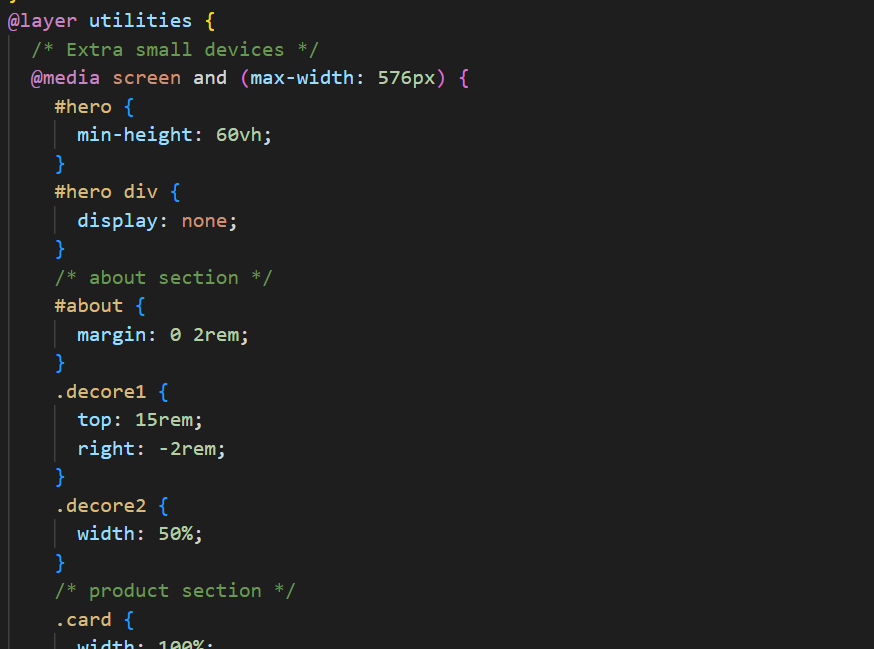 @layer utilities {
/* Extra small devices */
@media screen and (max-width: 576px) {
#hero {
min-height: 60vh;
}
#hero div {
display: none;
}
/* about section */
#about {
margin: 0 2rem;
}
.decore1 {
top: 15rem;
right: -2rem;
}
.decore2 {
width: 50%;
}
/* product section */
.card {
width: 100%;